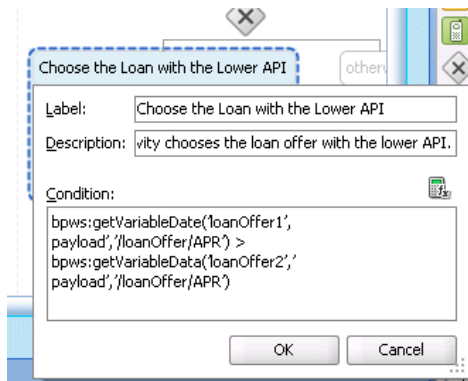 Choose the Loan with the Lower API
otherw
Label:
Choose the Loan with the Lower API
Description:
vity chooses the loan offer with the lower API.
Condition:
bpws:getVariableDate('loanOffer1',
payload','/loanOffer/APR') >
bpws:getVariableData('loanOffer2','
payload','/loanOffer/APR')
OK
Cancel